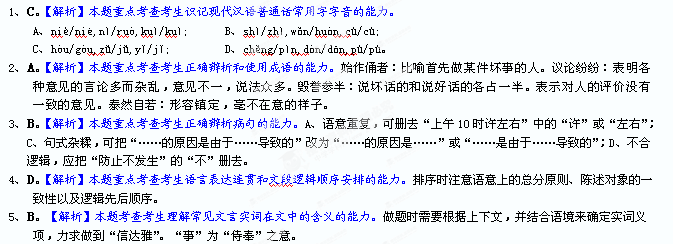 1、C。【解析】本题重点考查考生识记现代汉语普通话常用字字音的能力。
A、niè/niè, nì/ruò, kuì/kuì; B、shì/zhì, wǎn/huán, cù/cù;
C、hòu/gòu, zǔ/jǔ, yǐ/jī; D、chēng/pīn, dòn/dōn, pù/pǔ。
2、A。【解析】本题重点考查考生正确辨析和使用成语的能力。始作俑者：比喻首先做某件坏事的人。议论纷纷：表明各
种意见的言论多而杂乱，意见不一，说法众多。毁誉参半：说坏话的和说好话的各占一半。表示对人的评价没有
一致的意见。泰然自若：形容镇定，毫不在意的样子。
3、B。【解析】本题重点考查考生正确辨析病句的能力。A、语意重复，可删去“上午10时许左右”中的“许”或“左右”；
C、句式杂糅，可把“……的原因是由于……导致的”改为“……的原因是……”或“……是由于……导致的”；D、不合
逻辑，应把“防止不发生”的“不”删去。
4、D。【解析】本题重点考查考生语言表达连贯和文段逻辑顺序安排的能力。排序时注意语意上的总分原则、陈述对象的一
致性以及逻辑先后顺序。
5、B。【解析】本题考查考生理解常见文言实词在文中的含义的能力。做题时需要根据上下文，并结合语境来确定实词义
项，力求做到“信达雅”。“事”为“侍奉”之意。